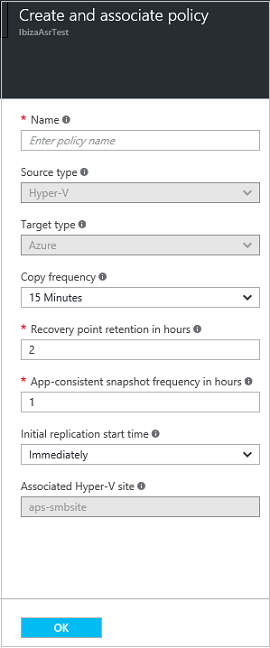 Create and associate policy
IbizaAsrTest
* Name
Enter policy name
Source type
Hyper-V
Target type
Azure
Copy frequency
15 Minutes
* Recovery point retention in hours
2
* App-consistent snapshot frequency in hours
1
Initial replication start time
Immediately
Associated Hyper-V site
aps-smbsite
OK